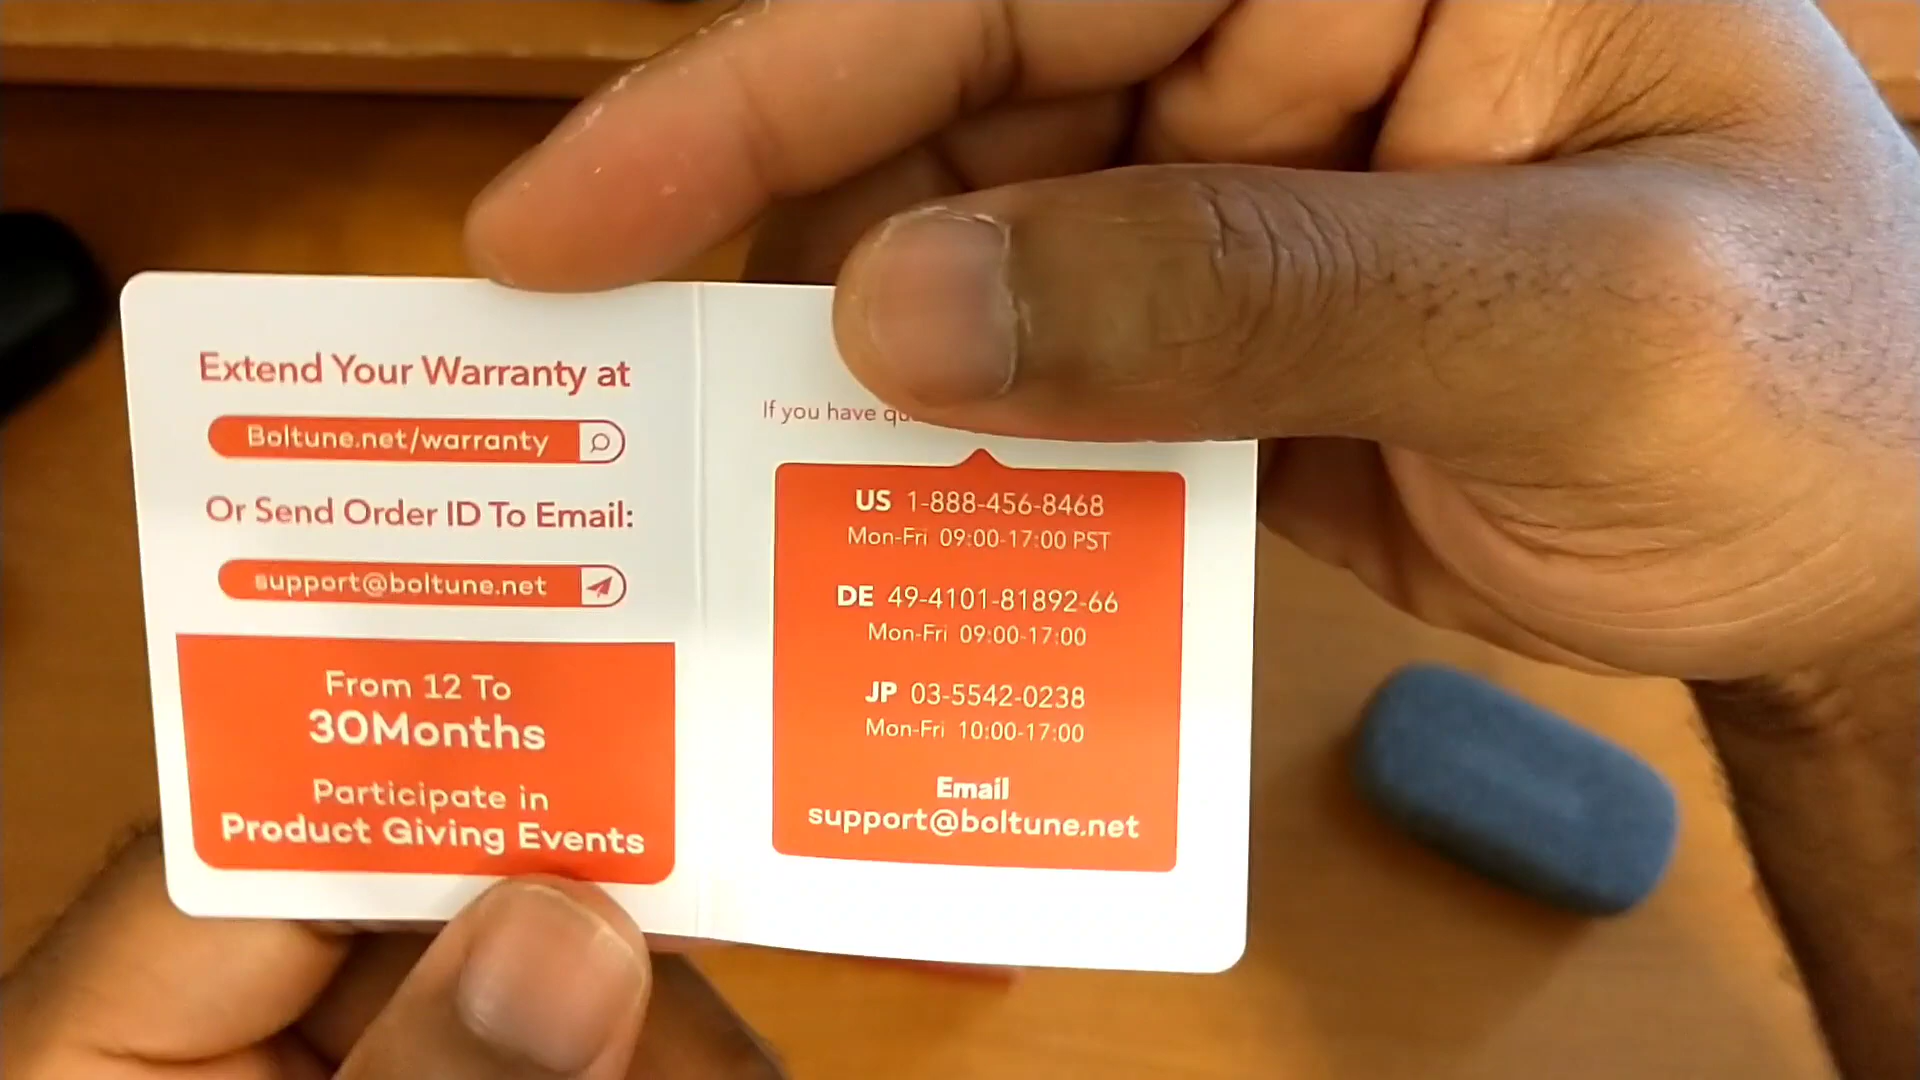 Extend Your Warranty at
Boltune.net/warranty
Or Send Order ID To Email:
support@boltune.net
From 12 To
30Months
Participate in
Product Giving Events
If you have
US 1-888-456-8468
Mon-Fri 09:00-17:00 PST
DE 49-4101-81892-66
Mon-Fri 09:00-17:00
JP 03-5542-0238
Mon-Fri 10:00-17:00
Email
support@boltune.net